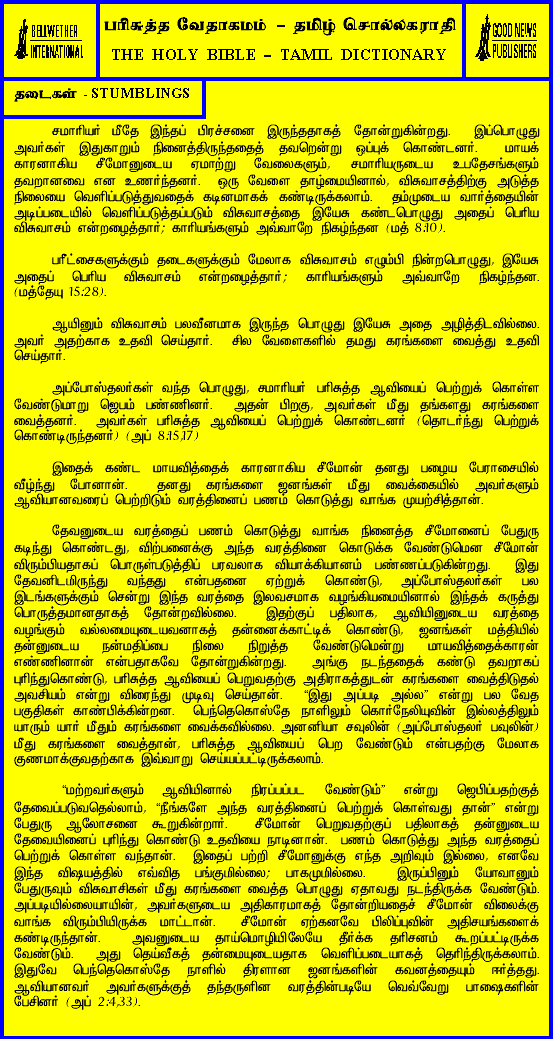 BELLWETHER
INTERNATIONAL
பரிசுத்த வேதாகமம் – தமிழ் சொல்லகராதி
THE HOLY BIBLE – TAMIL DICTIONARY
GOOD NEWS
PUBLISHERS
தடைகள் - STUMBLINGS
சமாரியர் மீதே இந்தப் பிரச்சனை இருந்ததாகத் தோன்றுகின்றது. இப்பொழுது
அவர்கள் இதுகாறும் நினைத்திருந்ததைத் தவறென்று ஒப்புக் கொண்டனர். மாயக்
காரனாகிய சீமோனுடைய ஏமாற்று வேலைகளும், சமாரியருடைய உபதேசங்களும்
தவறானவை என உணர்ந்தனர். ஒரு வேளை தாழ்மையினால், விசுவாசத்திற்கு அடுத்த
நிலையை வெளிப்படுத்துவதைக் கடினமாகக் கண்டிருக்கலாம். தம்முடைய வார்த்தையின்
அடிப்படையில் வெளிப்படுத்தப்படும் விசுவாசத்தை இயேசு கண்டபொழுது அதைப் பெரிய
விசுவாசம் என்றழைத்தார்; காரியங்களும் அவ்வாறே நிகழ்ந்தன (மத் 8:10).
பரீட்சைகளுக்கும் தடைகளுக்கும் மேலாக விசுவாசம் எழும்பி நின்றபொழுது, இயேசு
அதைப் பெரிய விசுவாசம் என்றழைத்தார்; காரியங்களும் அவ்வாறே நிகழ்ந்தன.
(மத்தேயு 15:28).
ஆயினும் விசுவாசம் பலவீனமாக இருந்த பொழுது இயேசு அதை அழித்திடவில்லை.
அவர் அதற்காக உதவி செய்தார். சில வேளைகளில் தமது கரங்களை வைத்து உதவி
செய்தார்.
அப்போஸ்தலர்கள் வந்த பொழுது, சமாரியர் பரிசுத்த ஆவியைப் பெற்றுக் கொள்ள
வேண்டுமாறு ஜெபம் பண்ணினர். அதன் பிறகு, அவர்கள் மீது தங்களது கரங்களை
வைத்தனர். அவர்கள் பரிசுத்த ஆவியைப் பெற்றுக் கொண்டனர் (தொடர்ந்து பெற்றுக்
கொண்டிருந்தனர்) (அப் 8:15,17)
இதைக் கண்ட மாயவித்தைக் காரனாகிய சீமோன் தனது பழைய பேராசையில்
வீழ்ந்து போனான். தனது கரங்களை ஜனங்கள் மீது வைக்கையில் அவர்களும்
ஆவியானவரைப் பெற்றிடும் வரத்தினைப் பணம் கொடுத்து வாங்க முயற்சித்தான்.
தேவனுடைய வரத்தைப் பணம் கொடுத்து வாங்க நினைத்த சீமோனைப் பேதுரு
கடிந்து கொண்டது, விற்பனைக்கு அந்த வரத்தினை கொடுக்க வேண்டுமென சீமோன்
விரும்பியதாகப் பொருள்படுத்திப் பரவலாக வியாக்கியானம் பண்ணப்படுகின்றது. இது
தேவனிடமிருந்து வந்தது என்பதனை ஏற்றுக் கொண்டு, அப்போஸ்தலர்கள் பல
இடங்களுக்கும் சென்று இந்த வரத்தை இலவசமாக வழங்கியமையினால் இந்தக் கருத்து
பொருத்தமானதாகத் தோன்றவில்லை. இதற்குப் பதிலாக, ஆவியினுடைய வரத்தை
வழங்கும் வல்லமையுடையவனாகத் தன்னைக்காட்டிக் கொண்டு, ஜனங்கள் மத்தியில்
தன்னுடைய நன்மதிப்பை நிலை நிறுத்த வேண்டுமென்று மாயவித்தைக்காரன்
எண்ணினான் என்பதாகவே தோன்றுகின்றது. அங்கு நடந்ததைக் கண்டு தவறாகப்
புரிந்துகொண்டு, பரிசுத்த ஆவியைப் பெறுவதற்கு அதிராகத்துடன் கரங்களை வைத்திடுதல்
அவசியம் என்று விரைந்து முடிவு செய்தான். “இது அப்படி அல்ல” என்று பல வேத
பகுதிகள் காண்பிக்கின்றன. பெந்தெகொஸ்தே நாளிலும் கொர்நேலியுவின் இல்லத்திலும்
யாரும் யார் மீதும் கரங்களை வைக்கவில்லை. அனனியா சவுலின் (அப்போஸ்தலர் பவுலின்)
மீது கரங்களை வைத்தான், பரிசுத்த ஆவியைப் பெற வேண்டும் என்பதற்கு மேலாக
குணமாக்குவதற்காக இவ்வாறு செய்யப்பட்டிருக்கலாம்.
“மற்றவர்களும் ஆவியினால் நிரப்பப்பட வேண்டும்” என்று ஜெபிப்பதற்குத்
தேவைப்படுவதெல்லாம், “நீங்களே அந்த வரத்தினைப் பெற்றுக் கொள்வது தான்” என்று
பேதுரு ஆலோசனை கூறுகின்றார். சீமோன் பெறுவதற்குப் பதிலாகத் தன்னுடைய
தேவையினைப் புரிந்து கொண்டு உதவியை நாடினான். பணம் கொடுத்து அந்த வரத்தைப்
பெற்றுக் கொள்ள வந்தான். இதைப் பற்றி சீமோனுக்கு எந்த அறிவும் இல்லை, எனவே
இந்த விஷயத்தில் எவ்வித பங்குமில்லை; பாகமுமில்லை. இருப்பினும் யோவானும்
பேதுருவும் விசுவாசிகள் மீது கரங்களை வைத்த பொழுது ஏதாவது நடந்திருக்க வேண்டும்.
அப்படியில்லையாயின், அவர்களுடைய அதிகாரமாகத் தோன்றியதைச் சீமோன் விலைக்கு
வாங்க விரும்பியிருக்க மாட்டான். சீமோன் ஏற்கனவே பிலிப்புவின் அதிசயங்களைக்
கண்டிருந்தான். அவனுடைய தாய்மொழியிலேயே தீர்க்க தரிசனம் கூறப்பட்டிருக்க
வேண்டும். அது தெய்வீகத் தன்மையுடையதாக வெளிப்படையாகத் தெரிந்திருக்கலாம்.
இதுவே பெந்தெகொஸ்தே நாளில் திரளான ஜனங்களின் கவனத்தையும் ஈர்த்தது.
ஆவியானவர் அவர்களுக்குத் தந்தருளின வரத்தின்படியே வெவ்வேறு பாஷைகளின்
பேசினர் (அப் 2:4,33).